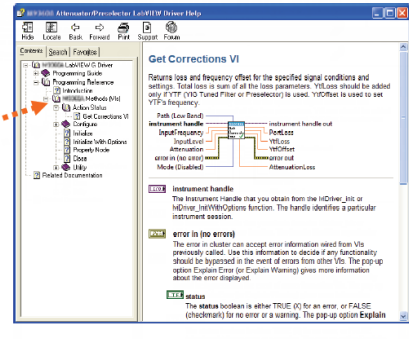 Attenuator/Preselector LabVIEW Driver Help
Hide Locate Back Forward Print Support Forum
Contents Search Favorites
LabVIEW G Driver
Programming Guide
Programming Reference
Introduction
Methods (VIs)
Action Status
Get Corrections VI
Configure
Initialize
Initialize With Options
Property Node
Close
Utility
Related Documentation
Get Corrections VI
Returns loss and frequency offset for the specified signal conditions and
settings. Total loss is sum of all the loss parameters. YtfLoss should be added
only if YTF (YIG Tuned Filter or Preselector) is used. YtfOffset is used to set
YTF's frequency.
Path (Low Band)
instrument handle
InputFrequency
InputLevel
Attenuation
error in (no error)
Mode (Disabled)
instrument handle out
PortLoss
YtfLoss
YtfOffset
error out
AttenuationLoss
instrument handle
The Instrument Handle that you obtain from the
function. The handle identifies a particular
instrument session.
error in (no errors)
The error in cluster can accept error information wired from VIs
previously called. Use this information to decide if any functionality
should be bypassed in the event of errors from other VIs. The pop-up
option Explain Error (or Explain Warning) gives more information
about the error displayed.
status
The status boolean is either TRUE (X) for an error, or FALSE
(checkmark) for no error or a warning. The pop-up option Explain